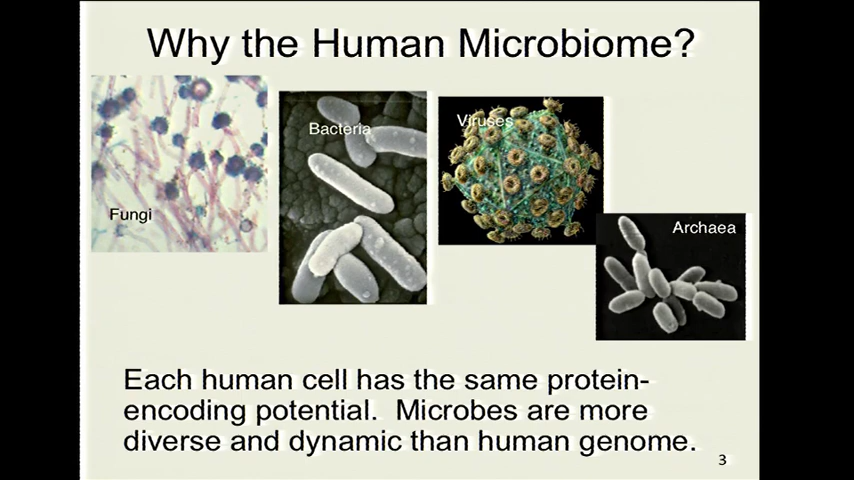 Why the Human Microbiome?
Fungi
Bacteria
Viruses
Archaea
Each human cell has the same protein-
encoding potential.  Microbes are more
diverse and dynamic than human genome.
3